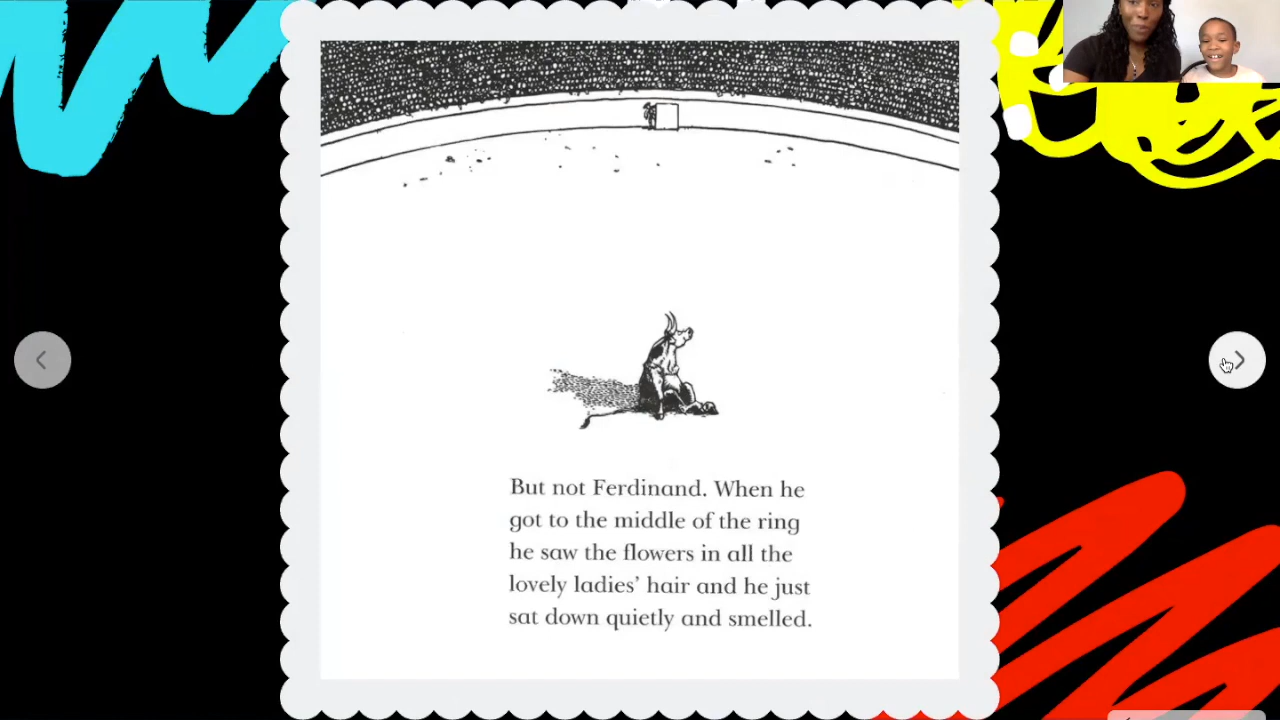 But not Ferdinand. When he
got to the middle of the ring
he saw the flowers in all the
lovely ladies' hair and he just
sat down quietly and smelled.